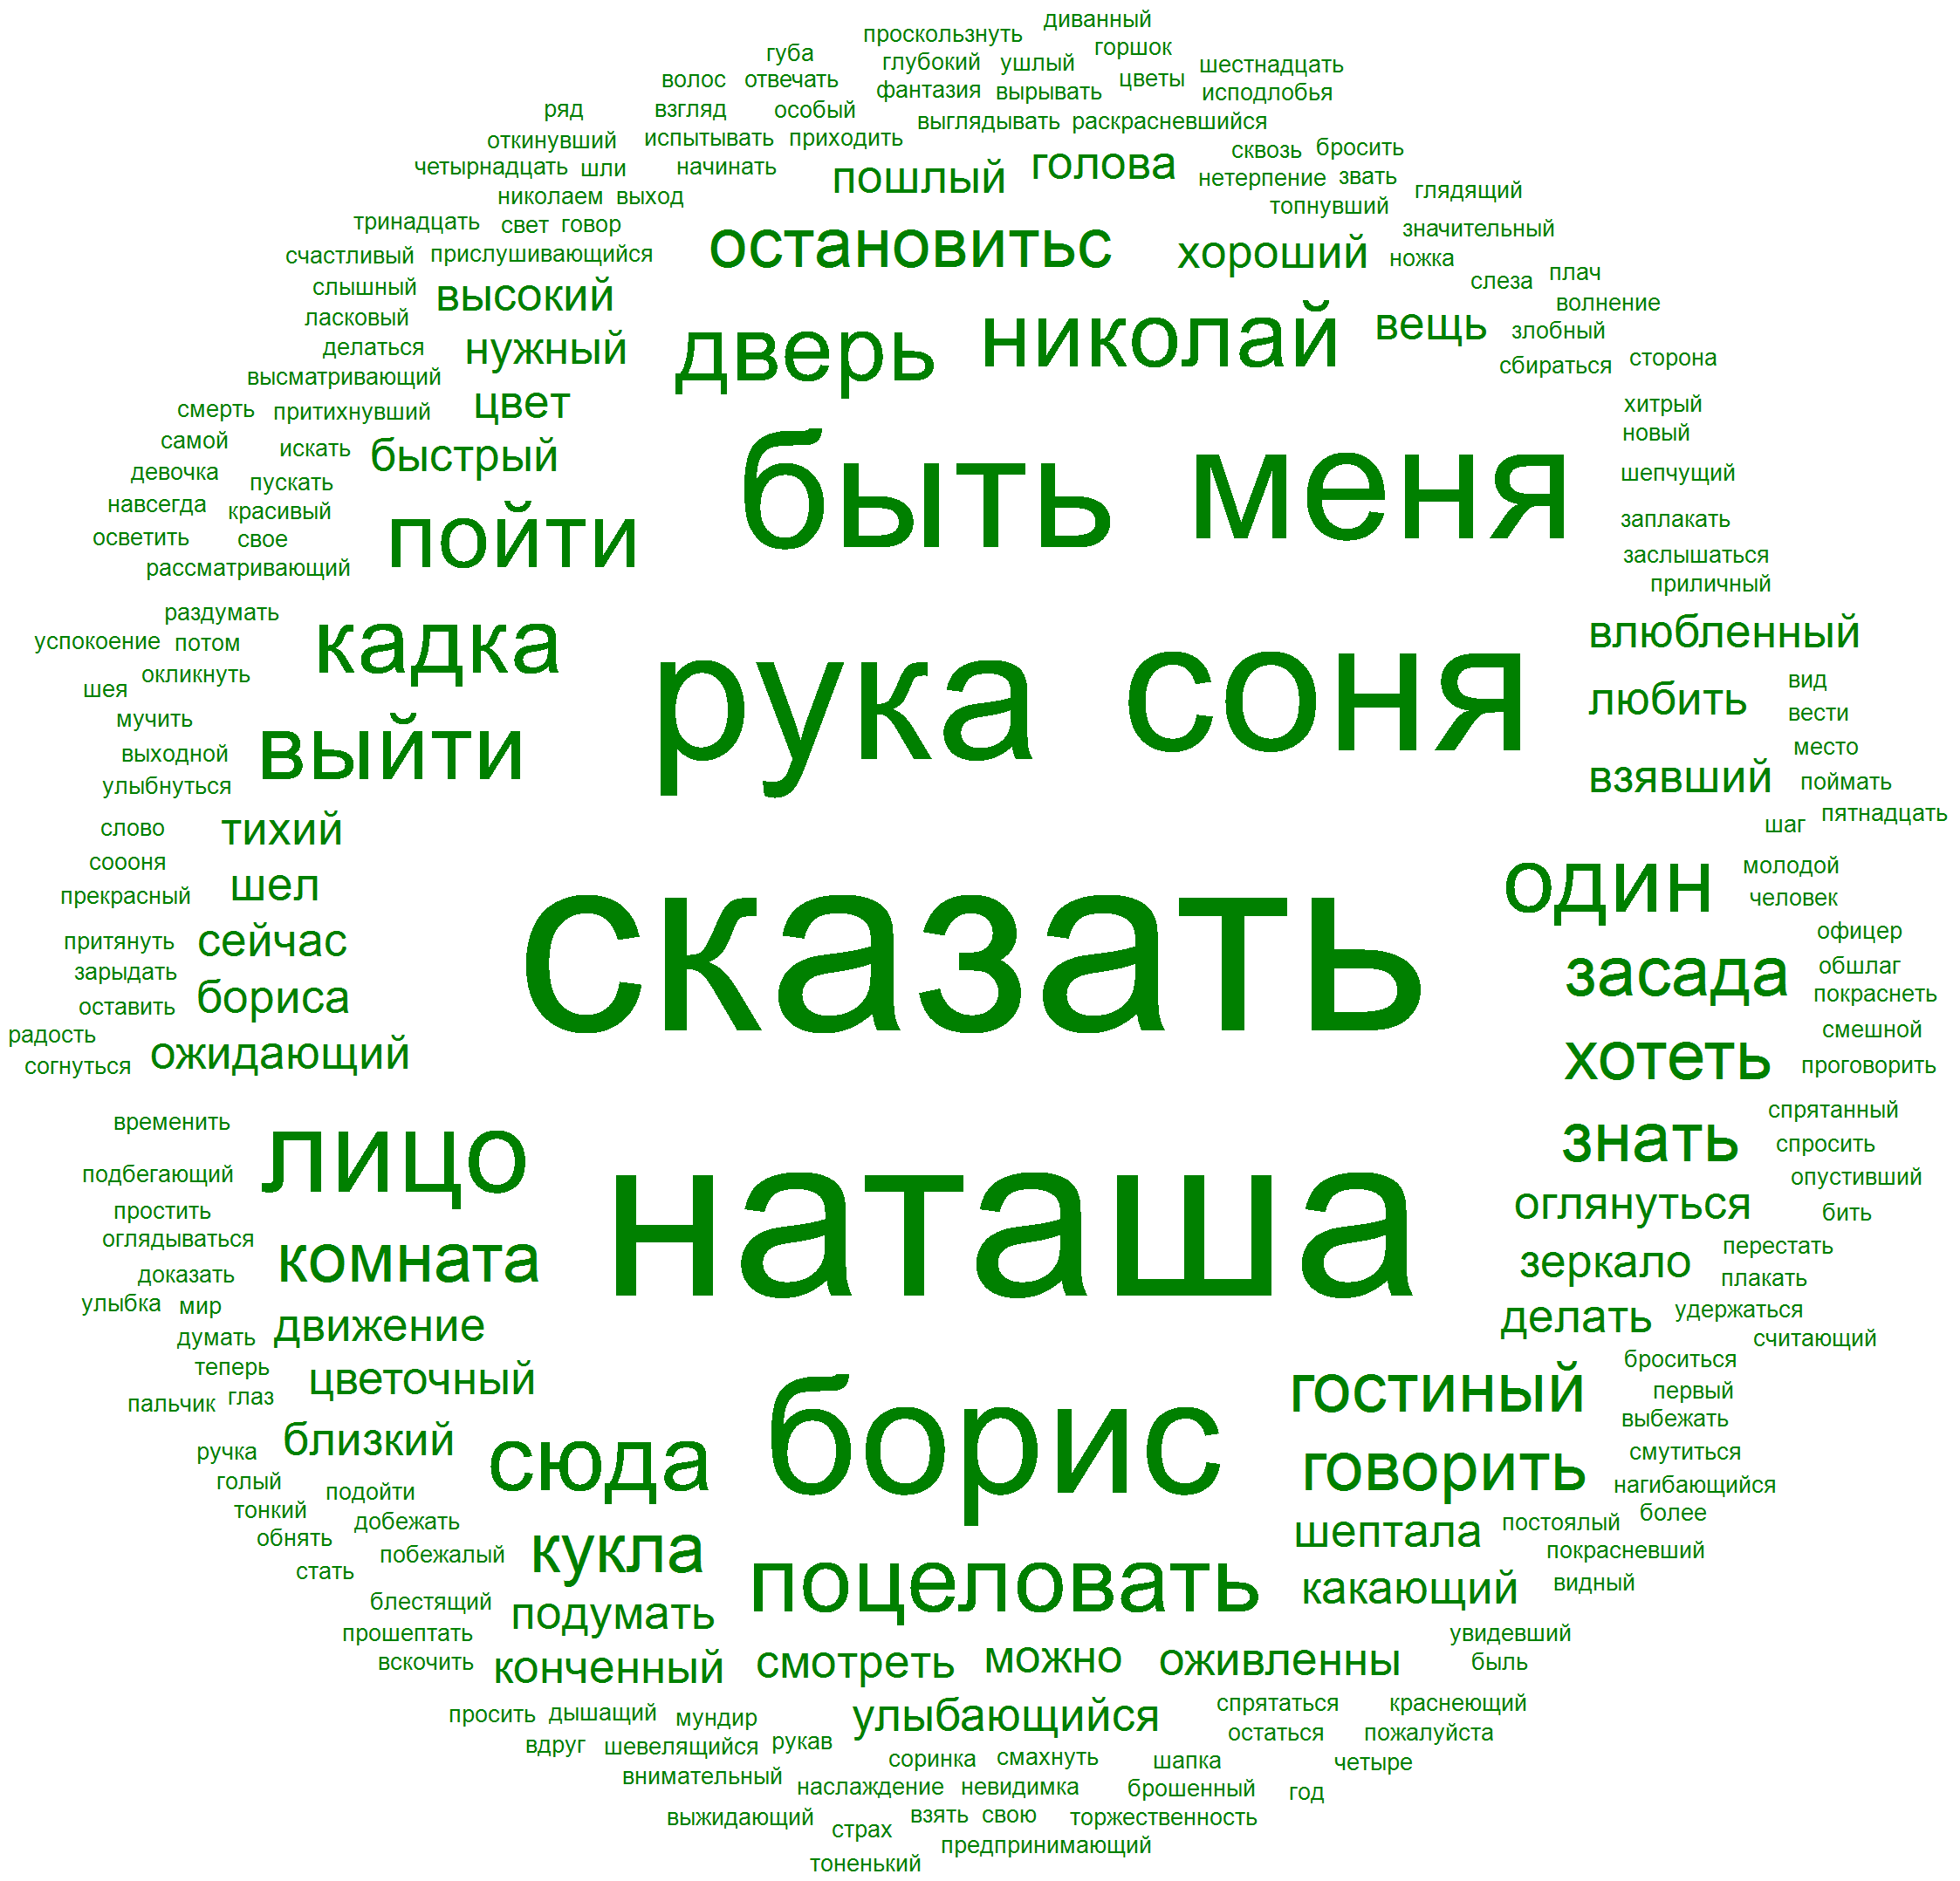 диванный
проскользнуть
губа глубокий ушлый горшок
волос отвечать фантазия вырывать цветы шестнадцать
ряд взгляд особый исподлобья
откинувший испытывать приходить выглядывать раскрасневшийся
четырнадцать шли начинать пошлый голова сквозь бросить
николаем выход нетерпение звать глядящий
тринадцать свет говор топнувший
счастливый прислушивающийся остановитьс хороший значительный
ножка
слышный высокий слеза плач
ласковый николай вещь волнение
делаться нужный дверь злобный
высматривающий сбираться сторона
смерть притихнувший цвет хитрый
самой искать быстрый новый
девочка пускать быть меня шепчущий
навсегда красивый
осветить свое пойти заплакать
рассматривающий заслышаться
приличный
раздумать
успокоение потом кадка влюбленный
окликнуть
шея рука соня любить вид
мучить вести
выходной выйти место
улыбнуться взявший поймать
слово тихий шаг пятнадцать
соооня молодой
прекрасный шел один человек
притянуть сейчас сказать офицер
зарыдать засада обшлаг
оставить бориса покраснеть
радость смешной
согнуться ожидающий хотеть проговорить
временить спрятанный
лицо знать спросить
подбегающий опустивший
простить оглянуться бить
оглядываться наташа
комната перестать
доказать зеркало плакать
улыбка мир
думать движение делать удержаться
считающий
теперь броситься
пальчик глаз цветочный гостиный первый
выбежать
ручка близкий сюда борис говорить смутиться
голый подойти нагибающийся
тонкий добежать шептала постоялый более
обнять
стать побежалый кукла покрасневший
поцеловать какающий видный
блестящий подумать
прошептать увидевший
вскочить конченный смотреть можно оживленны быль
просить дышащий мундир улыбающийся спрятаться краснеющий
вдруг шевелящийся рукав остаться пожалуйста
внимательный соринка смахнуть шапка четыре
наслаждение невидимка брошенный год
выжидающий взять свою торжественность
страх предпринимающий
тоненький